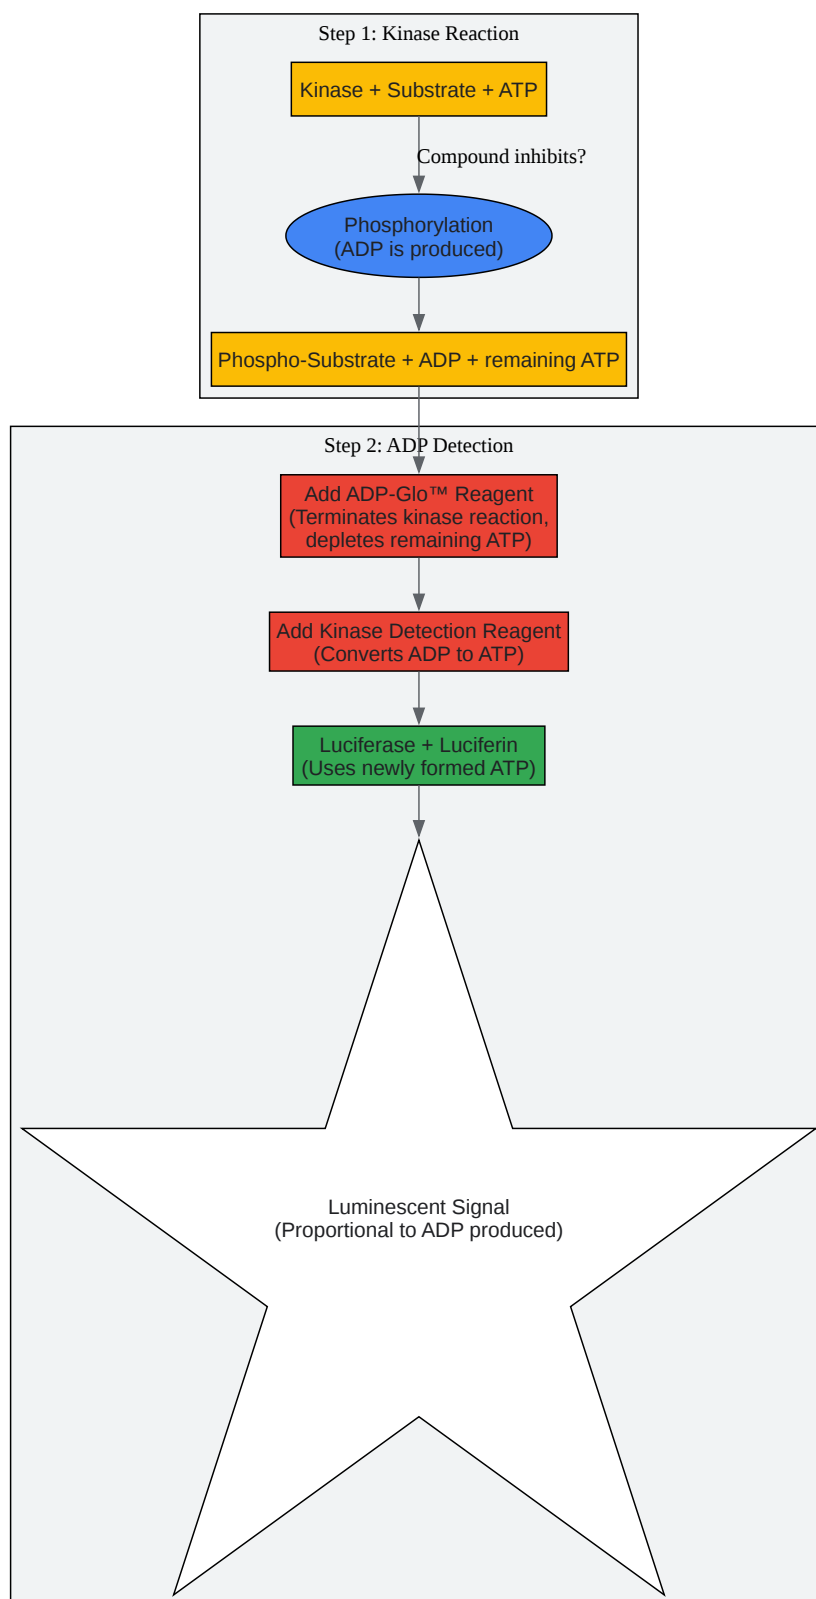 Step 1: Kinase Reaction
Kinase + Substrate + ATP
Compound inhibits?
Phosphorylation
(ADP is produced)
Phospho-Substrate + ADP + remaining ATP
Step 2: ADP Detection
Add ADP-Glo™ Reagent
(Terminates kinase reaction,
depletes remaining ATP)
Add Kinase Detection Reagent
(Converts ADP to ATP)
Luciferase + Luciferin
(Uses newly formed ATP)
Luminescent Signal
(Proportional to ADP produced)